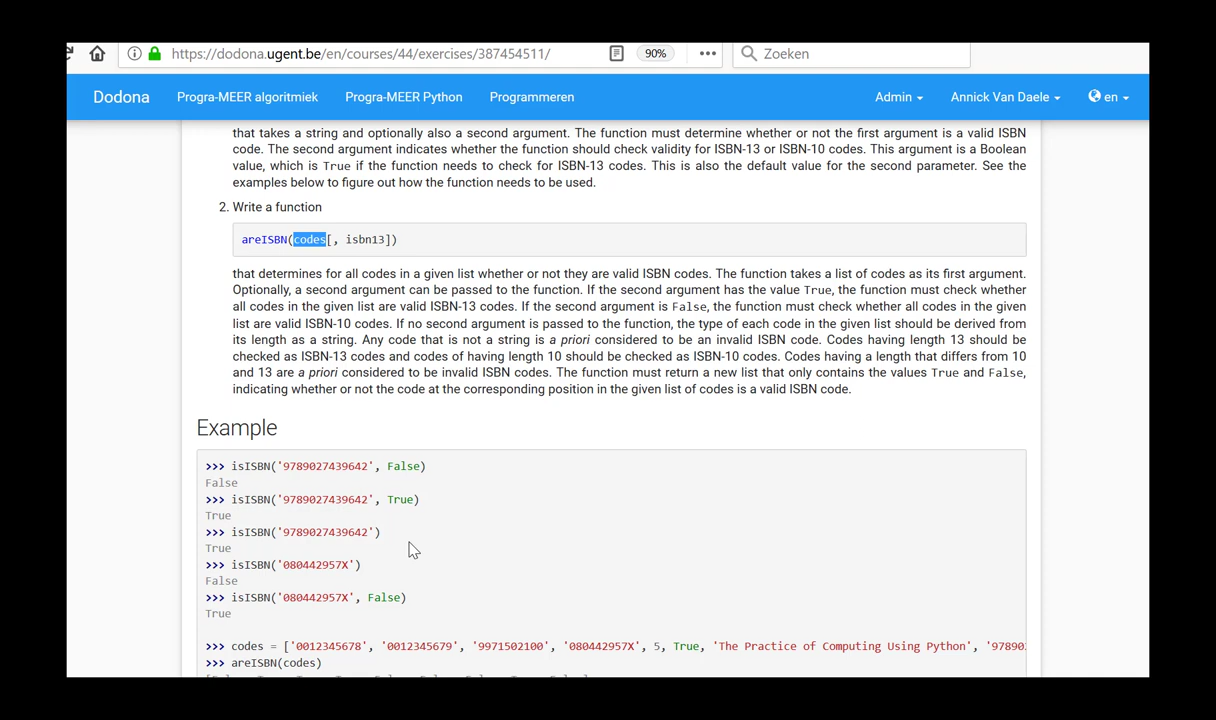 https://dodona.ugent.be/en/courses/44/exercises/387454511/ 90% ••• Zoeken
Dodona Progra-MEER algoritmiek Progra-MEER Python Programmeren Admin Annick Van Daele en
that takes a string and optionally also a second argument. The function must determine whether or not the first argument is a valid ISBN
code. The second argument indicates whether the function should check validity for ISBN-13 or ISBN-10 codes. This argument is a Boolean
value, which is True if the function needs to check for ISBN-13 codes. This is also the default value for the second parameter. See the
examples below to figure out how the function needs to be used.
2. Write a function
areISBN(codes[, isbn13])
that determines for all codes in a given list whether or not they are valid ISBN codes. The function takes a list of codes as its first argument.
Optionally, a second argument can be passed to the function. If the second argument has the value True, the function must check whether
all codes in the given list are valid ISBN-13 codes. If the second argument is False, the function must check whether all codes in the given
list are valid ISBN-10 codes. If no second argument is passed to the function, the type of each code in the given list should be derived from
its length as a string. Any code that is not a string is a priori considered to be an invalid ISBN code. Codes having length 13 should be
checked as ISBN-13 codes and codes of having length 10 should be checked as ISBN-10 codes. Codes having a length that differs from 10
and 13 are a priori considered to be invalid ISBN codes. The function must return a new list that only contains the values True and False,
indicating whether or not the code at the corresponding position in the given list of codes is a valid ISBN code.
Example
>>> isISBN('9789027439642', False)
False
>>> isISBN('9789027439642', True)
True
>>> isISBN('9789027439642')
True
>>> isISBN('080442957X')
False
>>> isISBN('080442957X', False)
True
>>> codes = ['0012345678', '0012345679', '9971502100', '080442957X', 5, True, 'The Practice of Computing Using Python', '97890
>>> areISBN(codes)